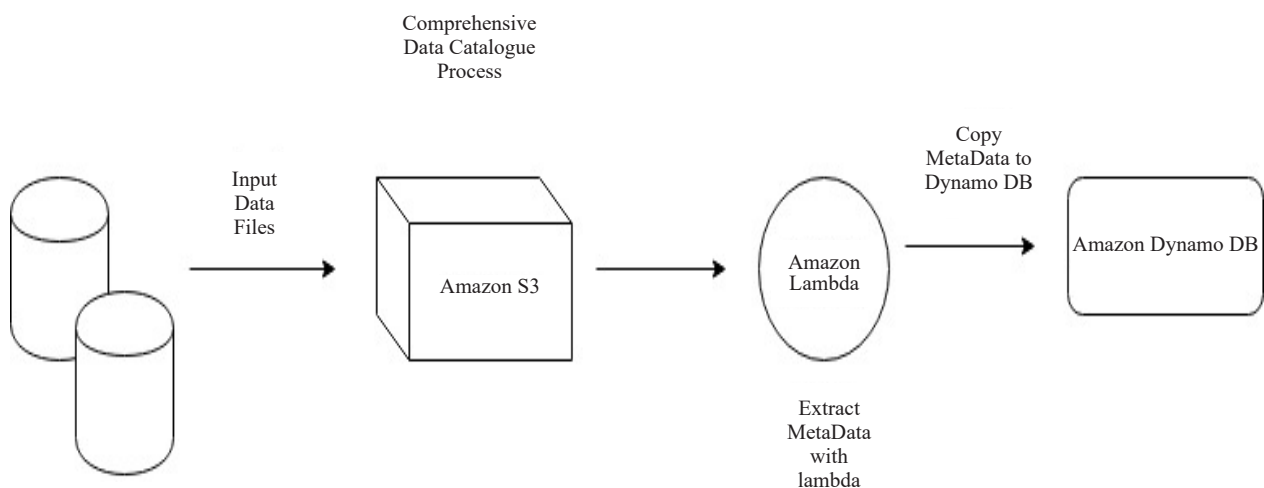 Comprehensive
Data Catalogue
Process
Input
Data
Files
Amazon S3
Amazon
Lambda
Extract
MetaData
with
lambda
Copy
MetaData to
Dynamo DB
Amazon Dynamo DB